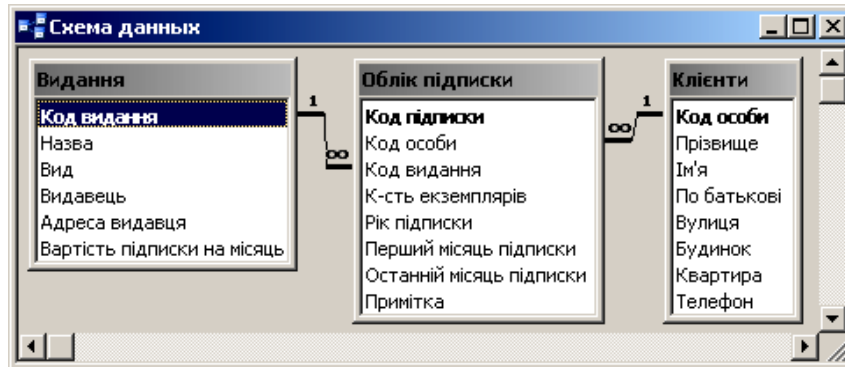 Схема данных
Видання
Код видання
Назва
Вид
Видавець
Адреса видавця
Вартість підписки на місяць
1
∞
Облік підписки
Код підписки
Код особи
Код видання
К-сть екземплярів
Рік підписки
Перший місяць підписки
Останній місяць підписки
Примітка
∞
1
Клієнти
Код особи
Прізвище
Ім'я
По батькові
Вулиця
Будинок
Квартира
Телефон